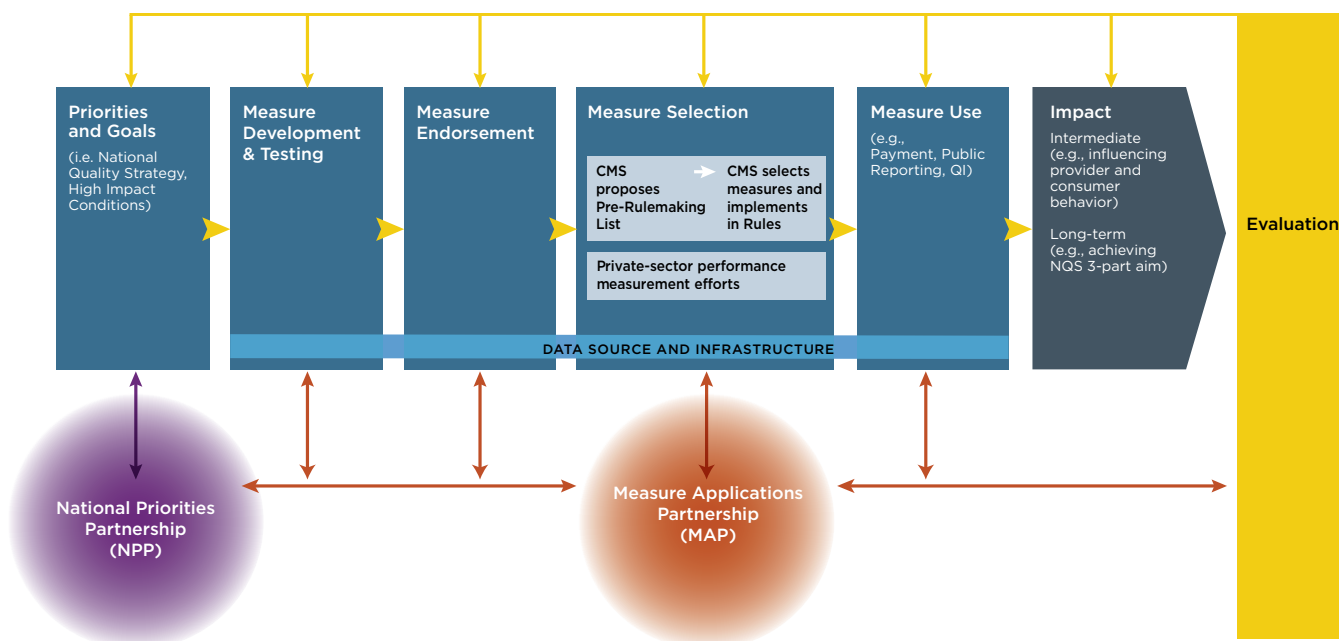 Priorities
and Goals
(i.e. National
Quality Strategy,
High Impact
Conditions)
Measure
Development
& Testing
Measure
Endorsement
Measure Selection
CMS
proposes
Pre-Rulemaking
List
CMS selects
measures and
implements
in Rules
Private-sector performance
measurement efforts
Measure Use
(e.g.,
Payment, Public
Reporting, QI)
Impact
Intermediate
(e.g., influencing
provider and
consumer
behavior)
Long-term
(e.g., achieving
NQS 3-part aim)
Evaluation
DATA SOURCE AND INFRASTRUCTURE
National Priorities
Partnership
(NPP)
Measure Applications
Partnership
(MAP)